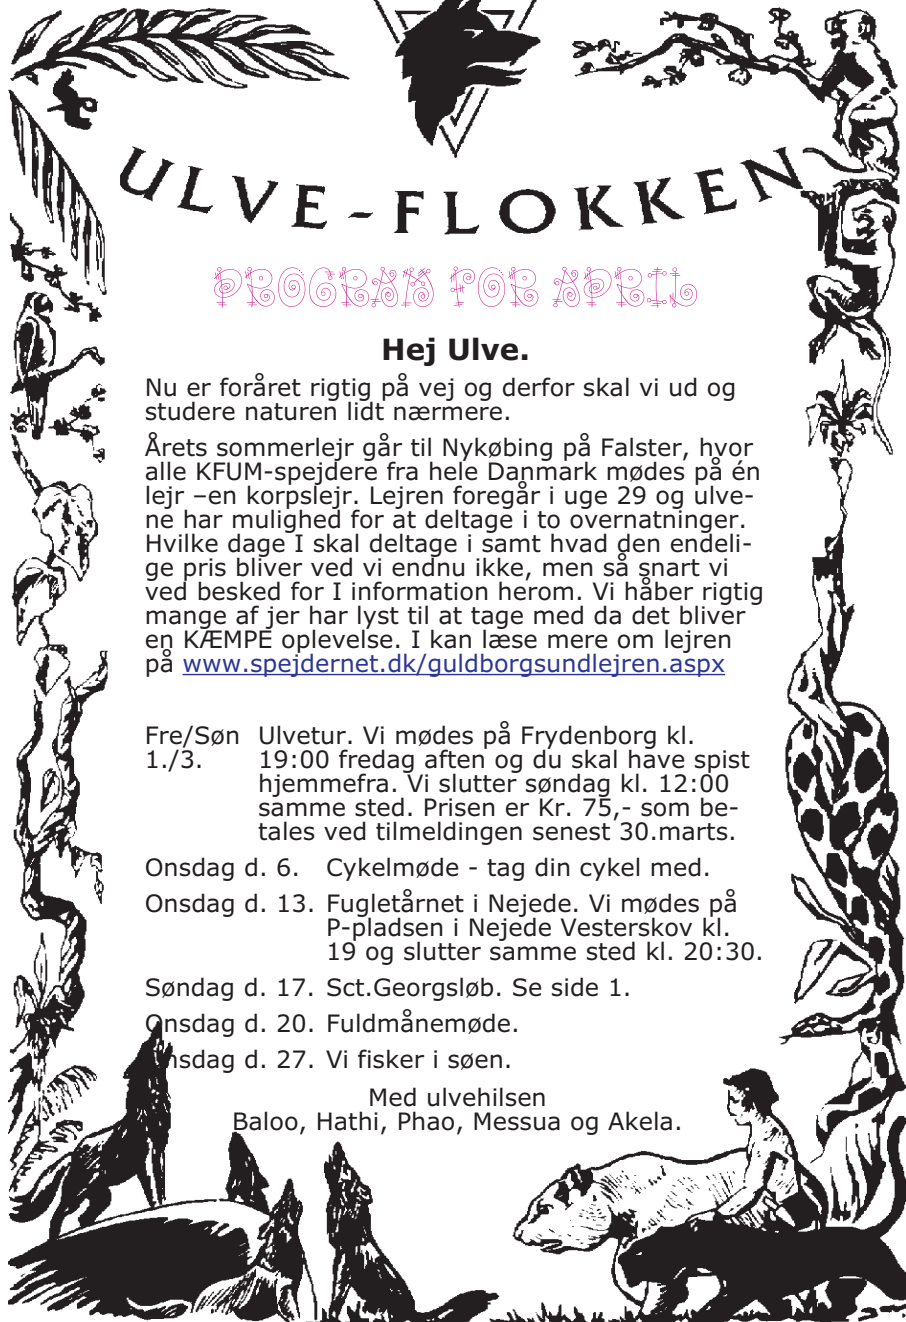 ULVE-FLOKKEN
PROGRAM FOR APRIL
Hej Ulve.
Nu er foråret rigtig på vej og derfor skal vi ud og
studere naturen lidt nærmere.
Årets sommerlejr går til Nykøbing på Falster, hvor
alle KFUM-spejdere fra hele Danmark mødes på én
lejr –en korpslejr. Lejren foregår i uge 29 og ulve-
ne har mulighed for at deltage i to overnatninger.
Hvilke dage I skal deltage i samt hvad den endeli-
ge pris bliver ved vi endnu ikke, men så snart vi
ved besked for I information herom. Vi håber rigtig
mange af jer har lyst til at tage med da det bliver
en KÆMPE oplevelse. I kan læse mere om lejren
på www.spejdernet.dk/guldborgsundlejren.aspx
Fre/Søn Ulvetur. Vi mødes på Frydenborg kl.
1./3. 19:00 fredag aften og du skal have spist
hjemmefra. Vi slutter søndag kl. 12:00
samme sted. Prisen er Kr. 75,- som be-
tales ved tilmeldingen senest 30.marts.
Onsdag d. 6. Cykelmøde - tag din cykel med.
Onsdag d. 13. Fugletårnet i Nejede. Vi mødes på
P-pladsen i Nejede Vesterskov kl.
19 og slutter samme sted kl. 20:30.
Søndag d. 17. Sct.Georgsløb. Se side 1.
Onsdag d. 20. Fuldmånemøde.
Onsdag d. 27. Vi fisker i søen.
Med ulvehilsen
Baloo, Hathi, Phao, Messua og Akela.